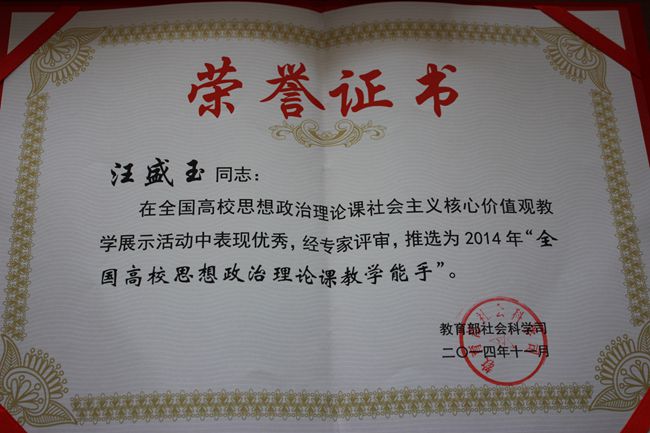 荣誉证书
汪盛玉同志：
在全国高校思想政治理论课社会主义核心价值观教
学展示活动中表现优秀，经专家评审，推选为2014年“全
国高校思想政治理论课教学能手”。
教育部社会科学司
二〇一四年十一月